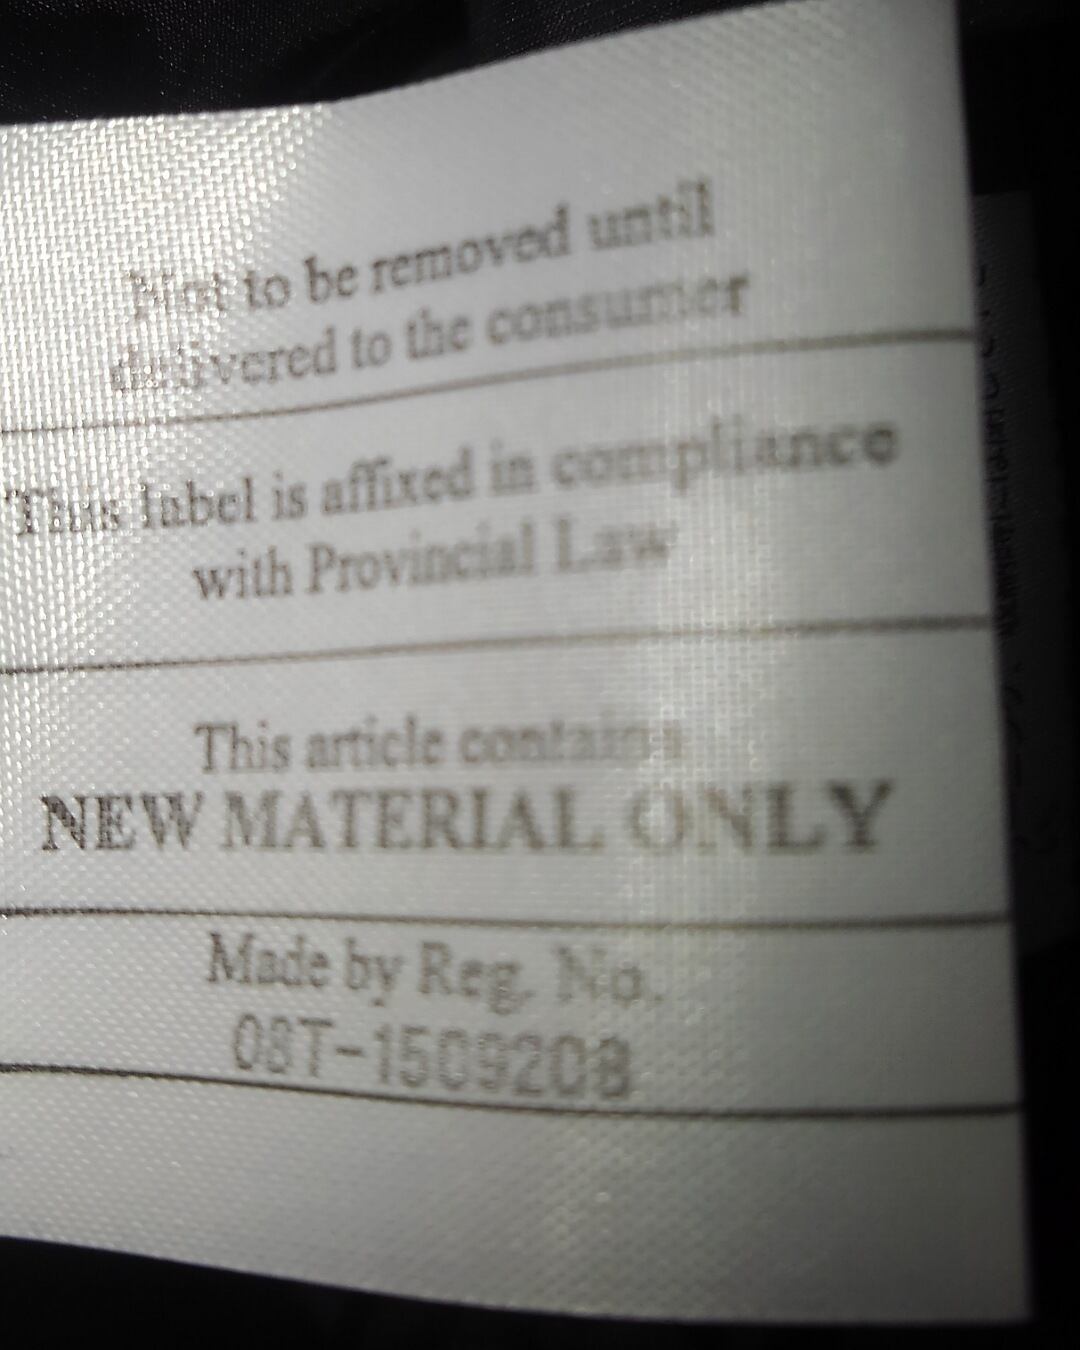 Not to be removed until
delivered to the consumer
This label is affixed in compliance
with Provincial Law
This article contains
NEW MATERIAL ONLY
Made by Reg. No.
08T-1509208